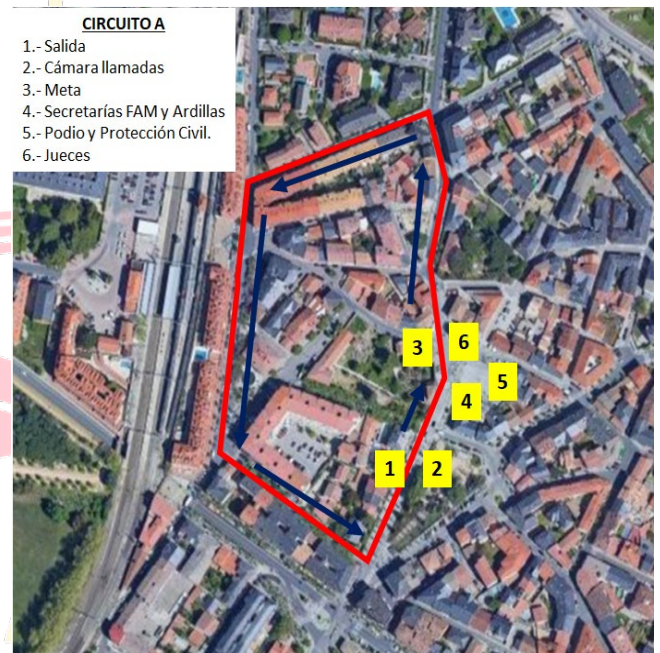 CIRCUITO A
1.- Salida
2.- Cámara llamadas
3.- Meta
4.- Secretarías FAM y Ardillas
5.- Podio y Protección Civil.
6.- Jueces
6
3
5
4
1
2